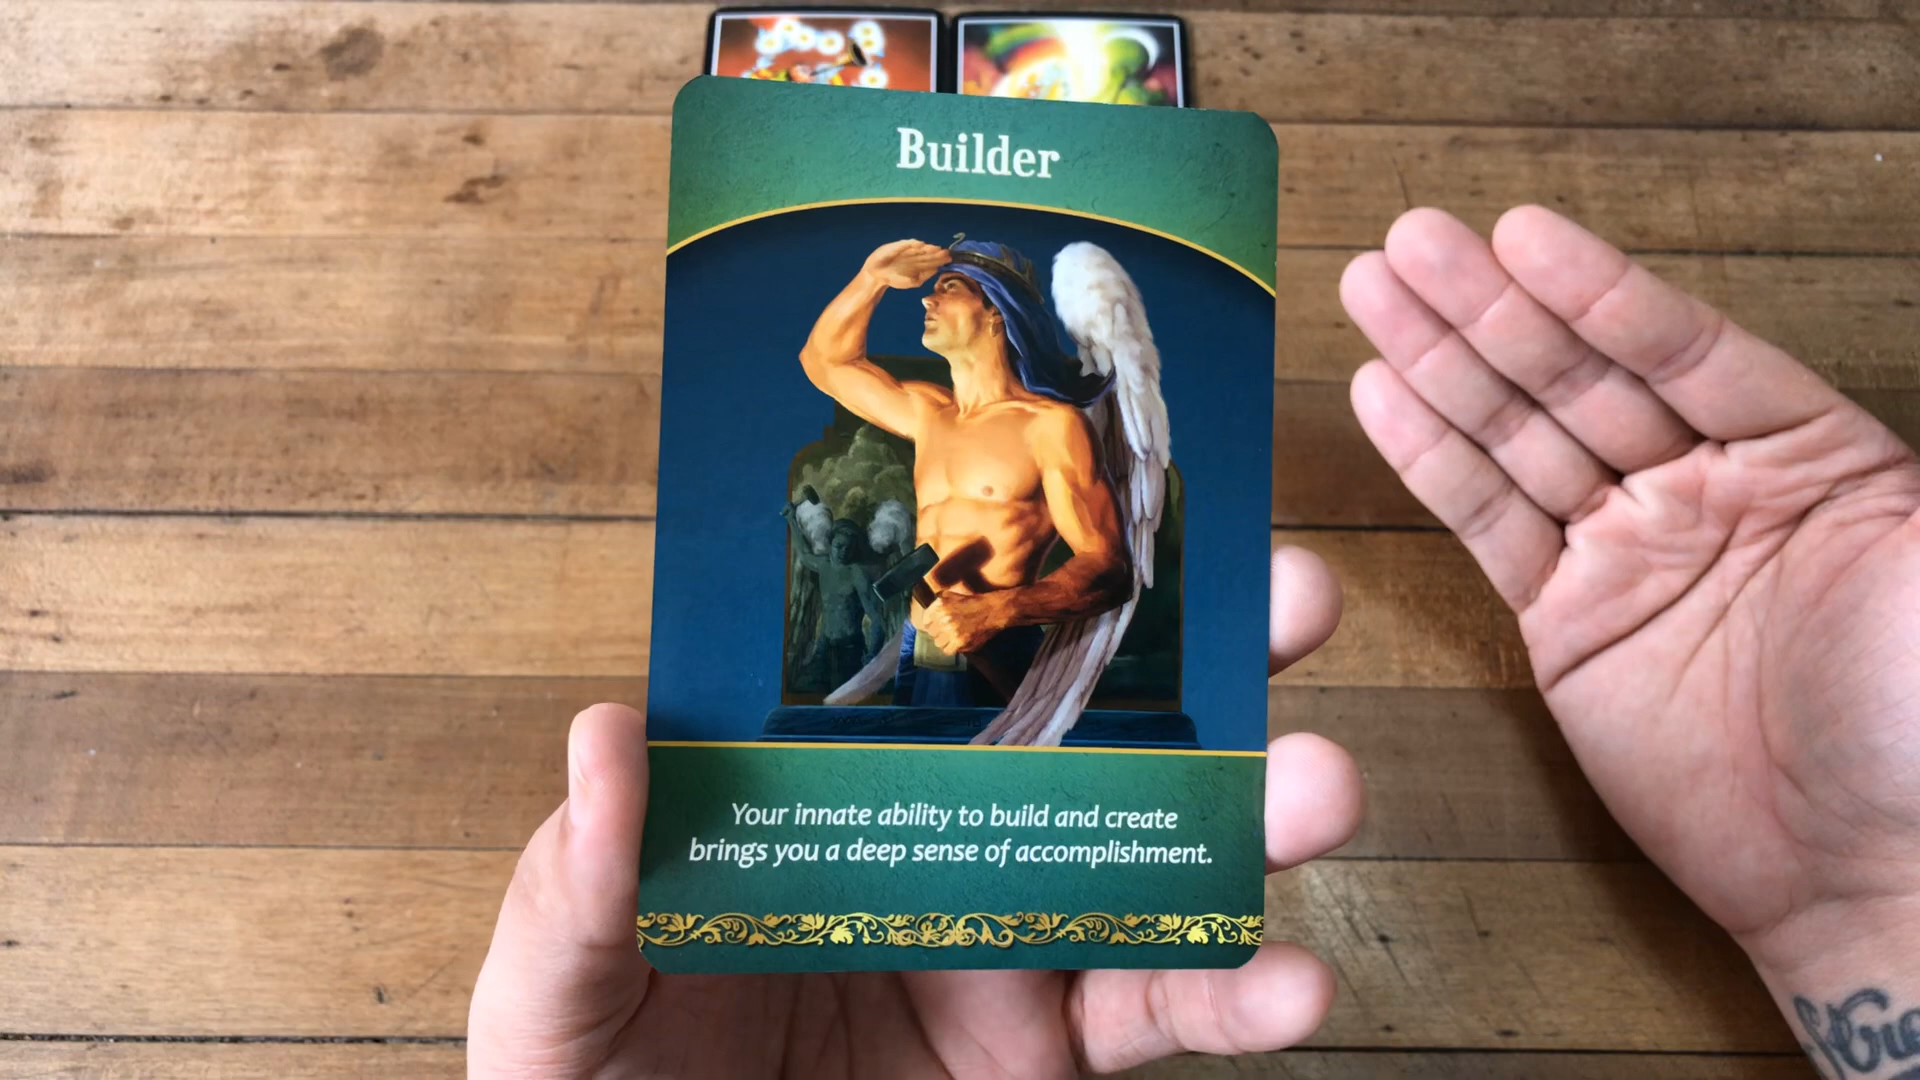 Builder
Your innate ability to build and create
brings you a deep sense of accomplishment.